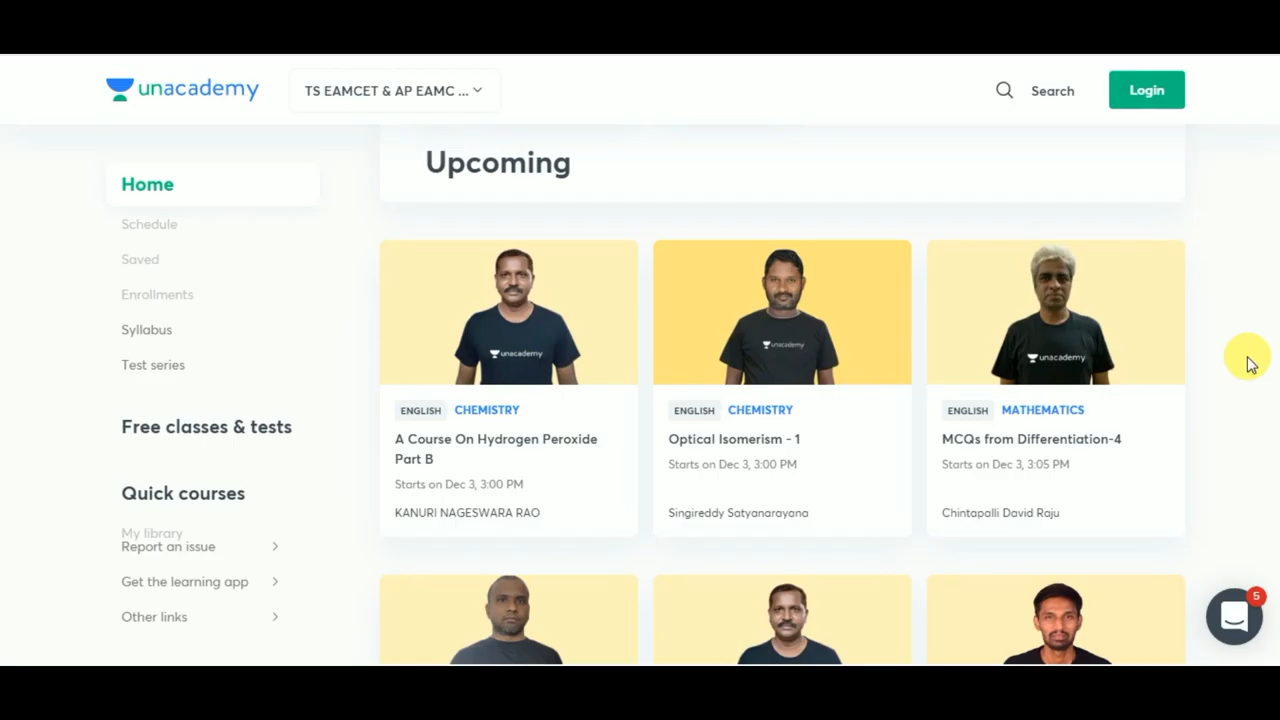 unacademy
TS EAMCET & AP EAMC ...
Search
Login
Home
Schedule
Saved
Enrollments
Syllabus
Test series
Free classes & tests
Quick courses
My library
Report an issue
Get the learning app
Other links
Upcoming
unacademy
ENGLISH CHEMISTRY
A Course On Hydrogen Peroxide
Part B
Starts on Dec 3, 3:00 PM
KANURI NAGESWARA RAO
unacademy
ENGLISH CHEMISTRY
Optical Isomerism - 1
Starts on Dec 3, 3:00 PM
Singireddy Satyanarayana
unacademy
ENGLISH MATHEMATICS
MCQs from Differentiation-4
Starts on Dec 3, 3:05 PM
Chintapalli David Raju
5